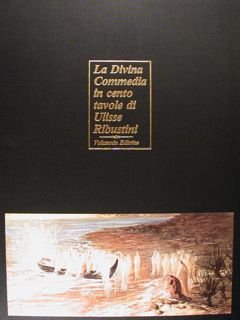 La Divina
Commedia
in cento
tavole di
Ulisse
Ribustini
Volumnia Editrice